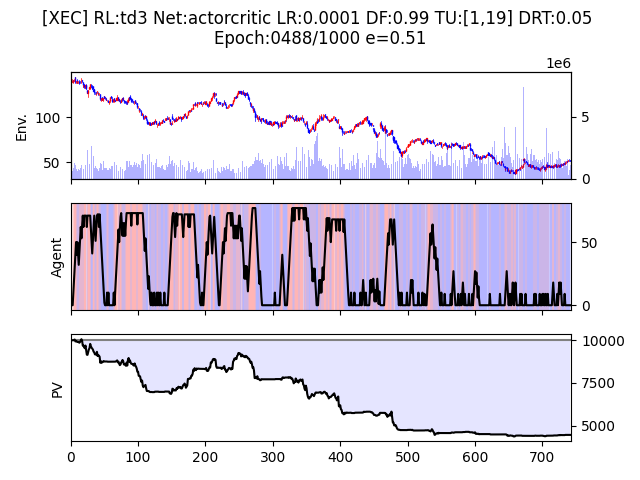 [XEC] RL:td3 Net:actorcritic LR:0.0001 DF:0.99 TU:[1,19] DRT:0.05
Epoch:0488/1000 e=0.51
1e6
Env.
100
50
5
0
Agent
50
0
PV
10000
7500
5000
0 100 200 300 400 500 600 700